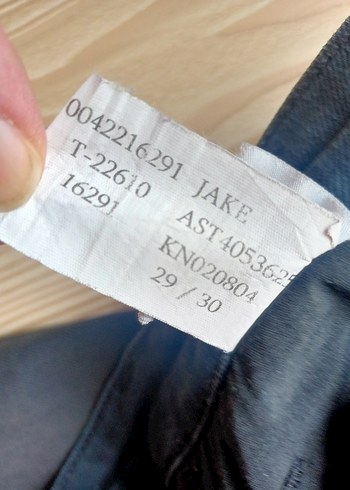 0042216291 JAKE
T-22610
16291 AST4053625
KN020804
29 / 30